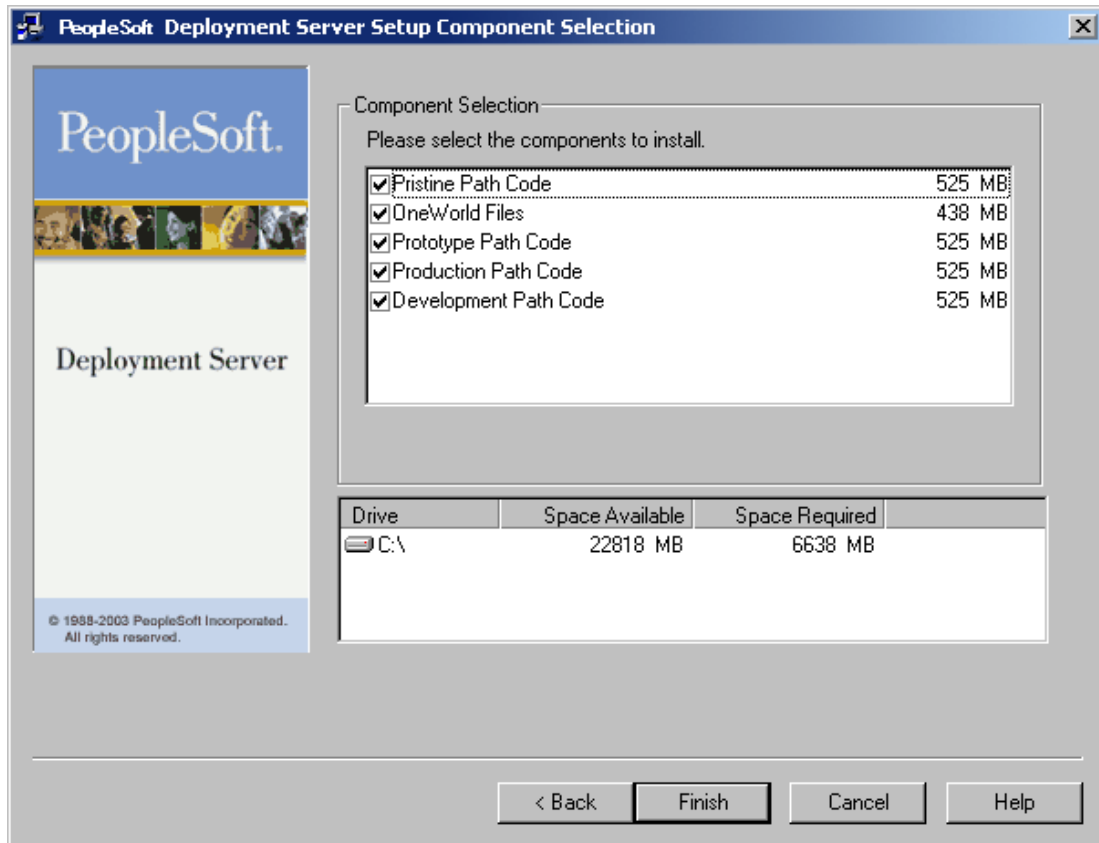 PeopleSoft Deployment Server Setup Component Selection
PeopleSoft.
Deployment Server
© 1988-2003 PeopleSoft Incorporated.
All rights reserved.
Component Selection
Please select the components to install.
Pristine Path Code 525 MB
OneWorld Files 438 MB
Prototype Path Code 525 MB
Production Path Code 525 MB
Development Path Code 525 MB
Drive Space Available Space Required
C:\ 22818 MB 6638 MB
< Back Finish Cancel Help